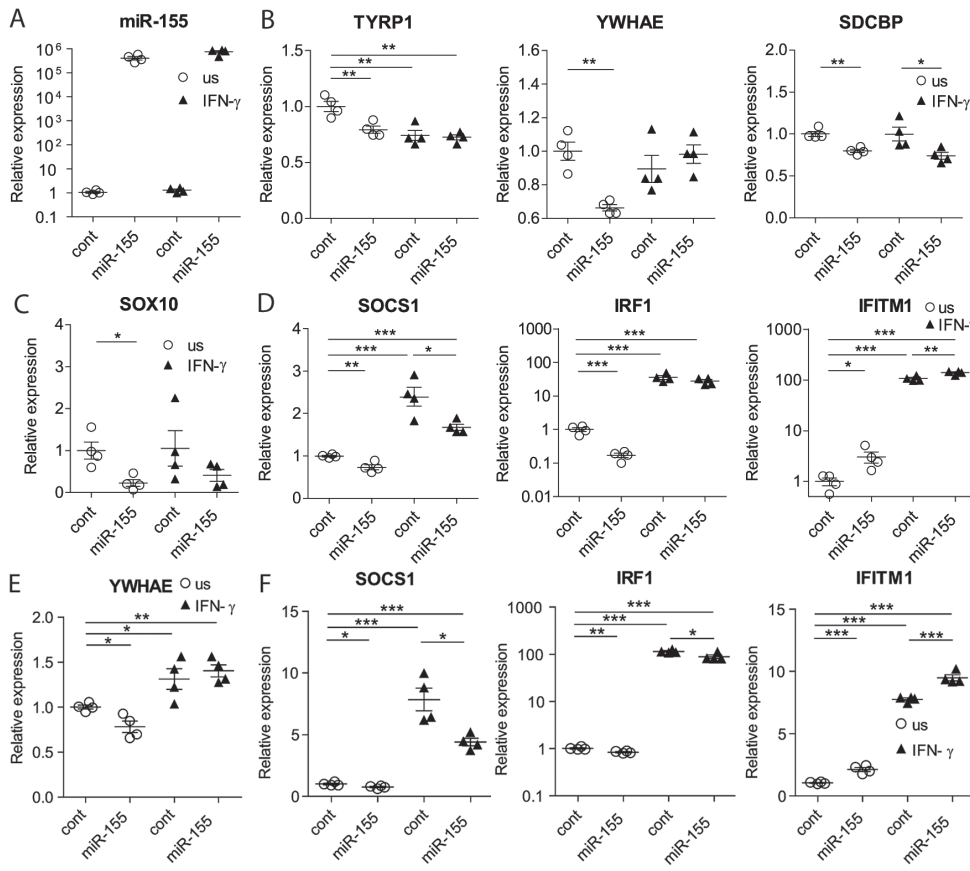 A
miR-155
Relative expression
10⁶
10⁵
10⁴
10³
10²
10
1
0.1
us
IFN-γ
cont
miR-155
cont
miR-155
B
TYRP1
Relative expression
1.5
1.0
0.5
0.0
**
**
**
cont
miR-155
cont
miR-155
YWHAE
Relative expression
1.6
1.4
1.2
1.0
0.8
0.6
**
cont
miR-155
cont
miR-155
SDCBP
Relative expression
2.0
1.5
1.0
0.5
0.0
**
*
us
IFN-γ
cont
miR-155
cont
miR-155
C
SOX10
Relative expression
4
3
2
1
0
*
us
IFN-γ
cont
miR-155
cont
miR-155
D
SOCS1
Relative expression
4
3
2
1
0
***
***
*
**
cont
miR-155
cont
miR-155
IRF1
Relative expression
1000
100
10
1
0.1
0.01
***
***
***
cont
miR-155
cont
miR-155
IFITM1
Relative expression
1000
100
10
1
us
IFN-γ
***
***
**
*
cont
miR-155
cont
miR-155
E
YWHAE
Relative expression
2.0
1.5
1.0
0.5
0.0
us
IFN-γ
**
*
*
cont
miR-155
cont
miR-155
F
SOCS1
Relative expression
15
10
5
0
***
***
*
*
cont
miR-155
cont
miR-155
IRF1
Relative expression
1000
100
10
1
0.1
***
***
**
*
cont
miR-155
cont
miR-155
IFITM1
Relative expression
15
10
5
0
***
***
***
***
us
IFN-γ
cont
miR-155
cont
miR-155